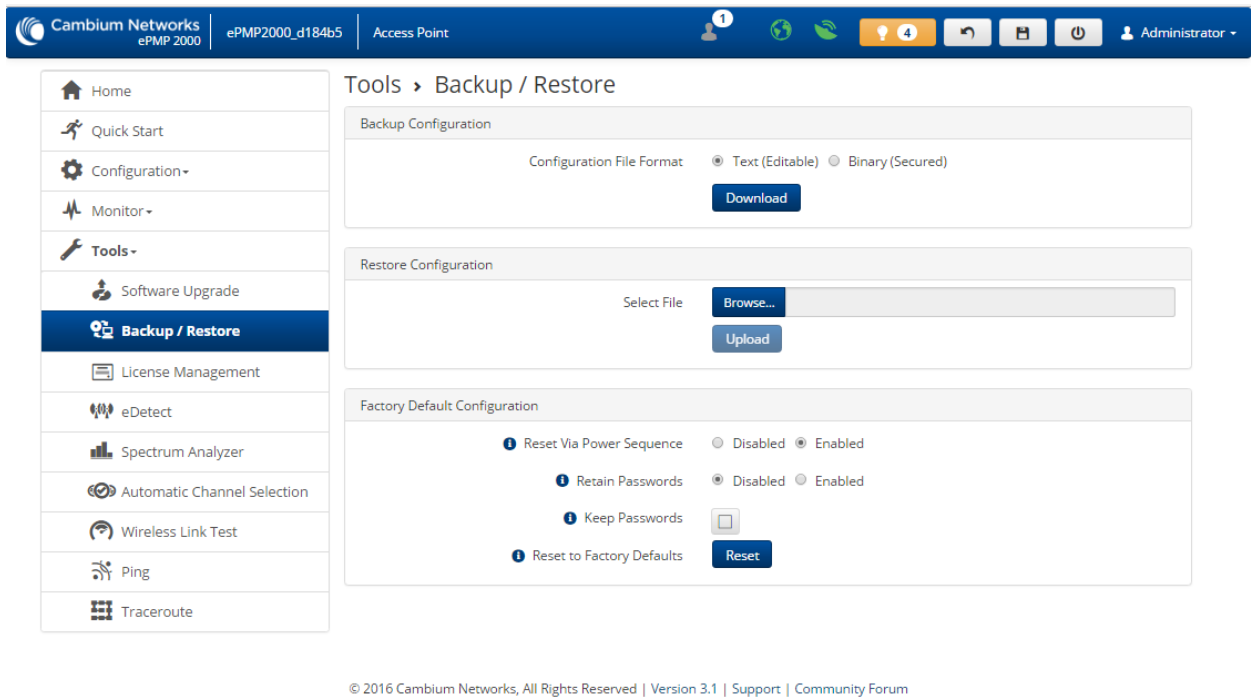 Cambium Networks
ePMP 2000
ePMP2000_d184b5
Access Point
1
4
Administrator
Home
Quick Start
Configuration
Monitor
Tools
Software Upgrade
Backup / Restore
License Management
eDetect
Spectrum Analyzer
Automatic Channel Selection
Wireless Link Test
Ping
Traceroute
Tools › Backup / Restore
Backup Configuration
Configuration File Format Text (Editable) Binary (Secured)
Download
Restore Configuration
Select File Browse...
Upload
Factory Default Configuration
Reset Via Power Sequence Disabled Enabled
Retain Passwords Disabled Enabled
Keep Passwords
Reset to Factory Defaults Reset
© 2016 Cambium Networks, All Rights Reserved | Version 3.1 | Support | Community Forum